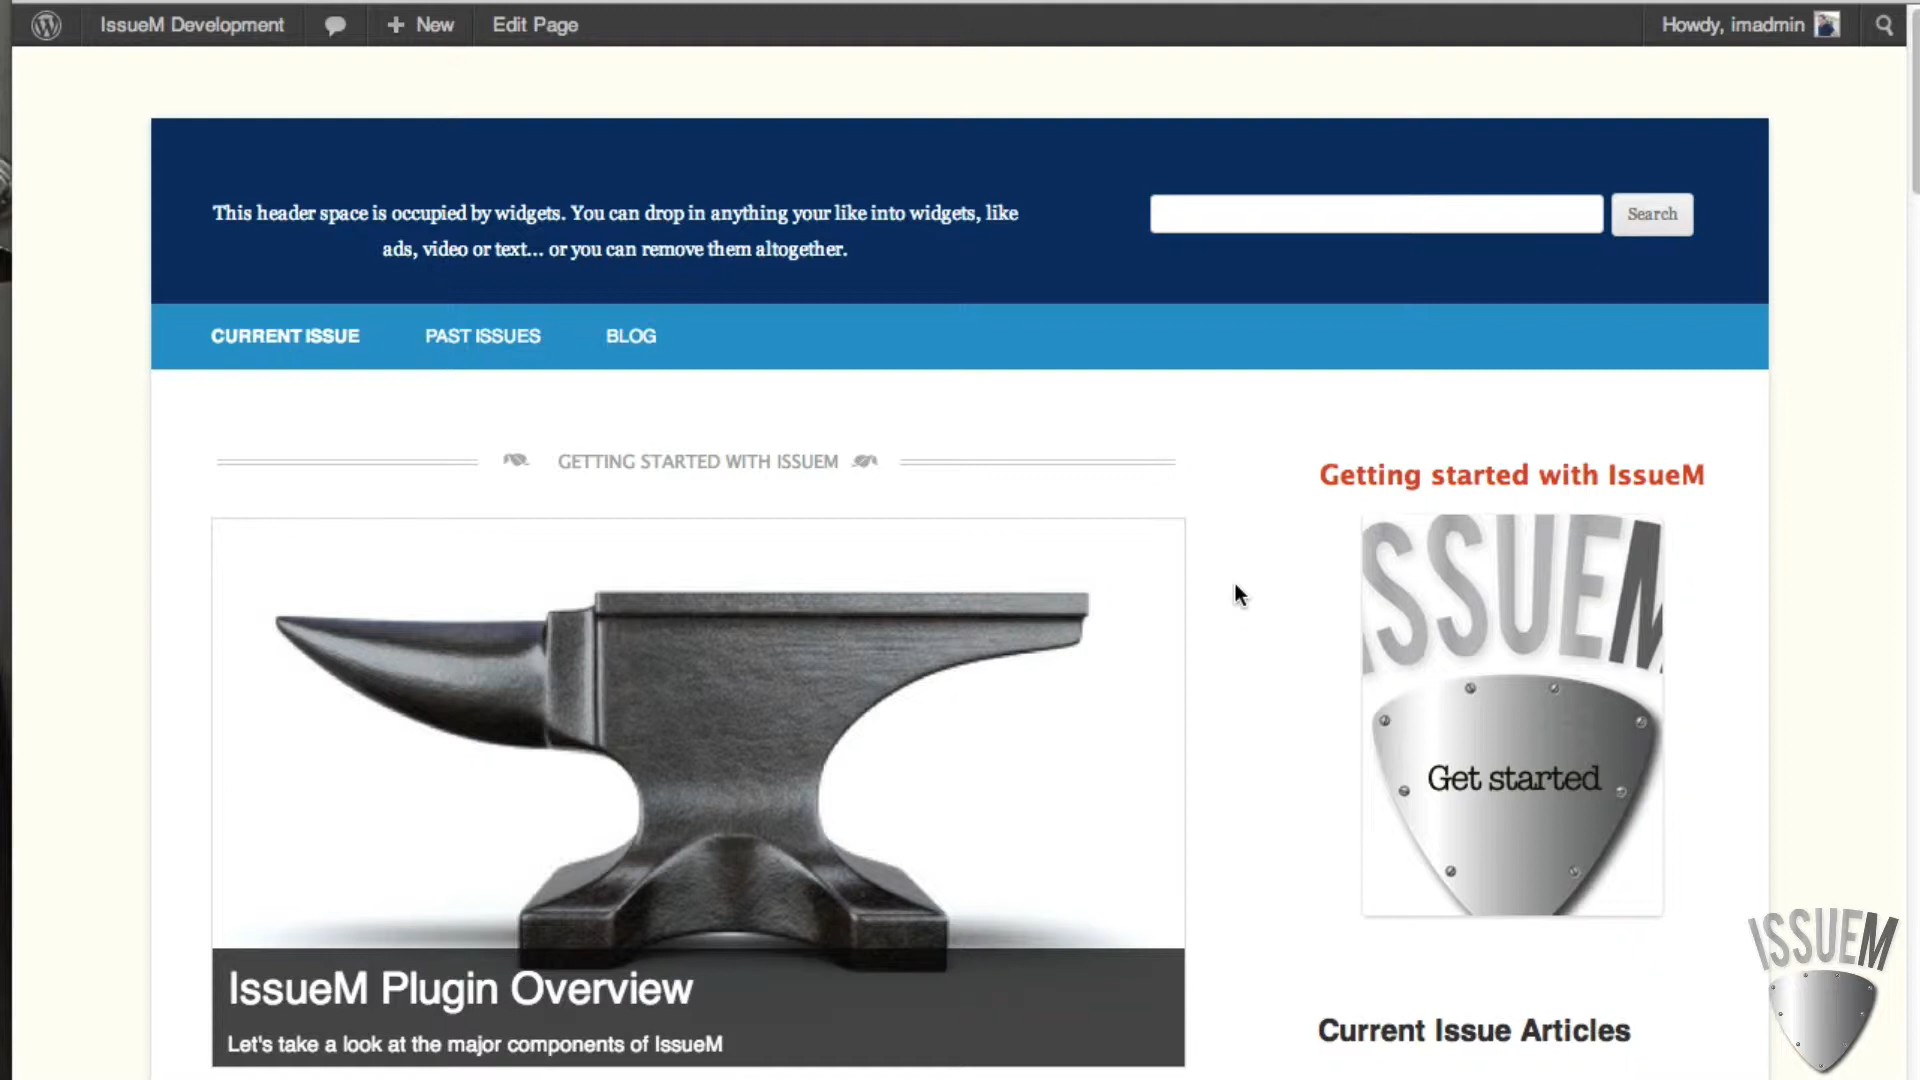 IssueM Development
New
Edit Page
Howdy, imadmin
This header space is occupied by widgets. You can drop in anything your like into widgets, like
ads, video or text... or you can remove them altogether.
Search
CURRENT ISSUE
PAST ISSUES
BLOG
GETTING STARTED WITH ISSUEM
Getting started with IssueM
ISSUEM
Get started
IssueM Plugin Overview
Let's take a look at the major components of IssueM
Current Issue Articles
ISSUEM